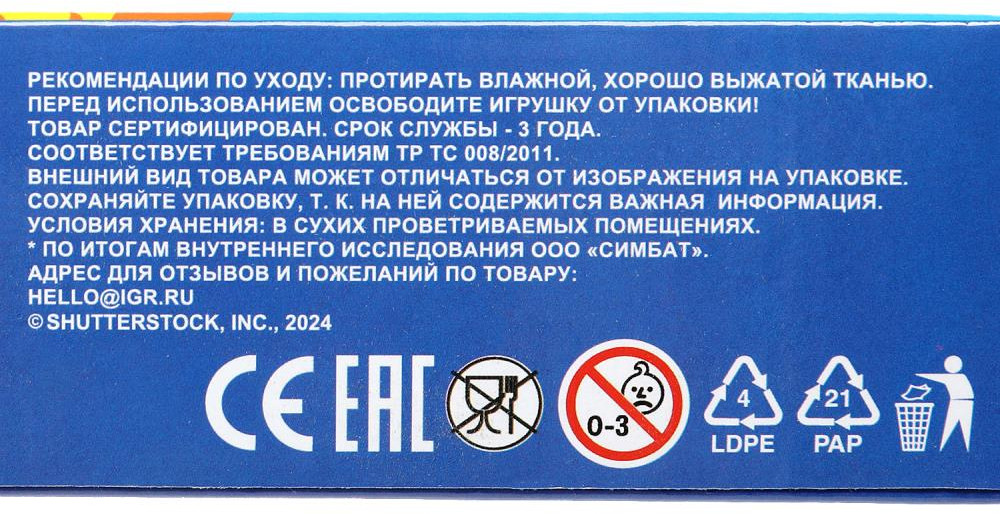 РЕКОМЕНДАЦИИ ПО УХОДУ: ПРОТИРАТЬ ВЛАЖНОЙ, ХОРОШО ВЫЖАТОЙ ТКАНЬЮ.
ПЕРЕД ИСПОЛЬЗОВАНИЕМ ОСВОБОДИТЕ ИГРУШКУ ОТ УПАКОВКИ!
ТОВАР СЕРТИФИЦИРОВАН. СРОК СЛУЖБЫ - 3 ГОДА.
СООТВЕТСТВУЕТ ТРЕБОВАНИЯМ ТР ТС 008/2011.
ВНЕШНИЙ ВИД ТОВАРА МОЖЕТ ОТЛИЧАТЬСЯ ОТ ИЗОБРАЖЕНИЯ НА УПАКОВКЕ.
СОХРАНЯЙТЕ УПАКОВКУ, Т. К. НА НЕЙ СОДЕРЖИТСЯ ВАЖНАЯ ИНФОРМАЦИЯ.
УСЛОВИЯ ХРАНЕНИЯ: В СУХИХ ПРОВЕТРИВАЕМЫХ ПОМЕЩЕНИЯХ.
* ПО ИТОГАМ ВНУТРЕННЕГО ИССЛЕДОВАНИЯ ООО «СИМБАТ».
АДРЕС ДЛЯ ОТЗЫВОВ И ПОЖЕЛАНИЙ ПО ТОВАРУ:
HELLO@IGR.RU
© SHUTTERSTOCK, INC., 2024
CE EAC 0-3 4 21
LDPE PAP